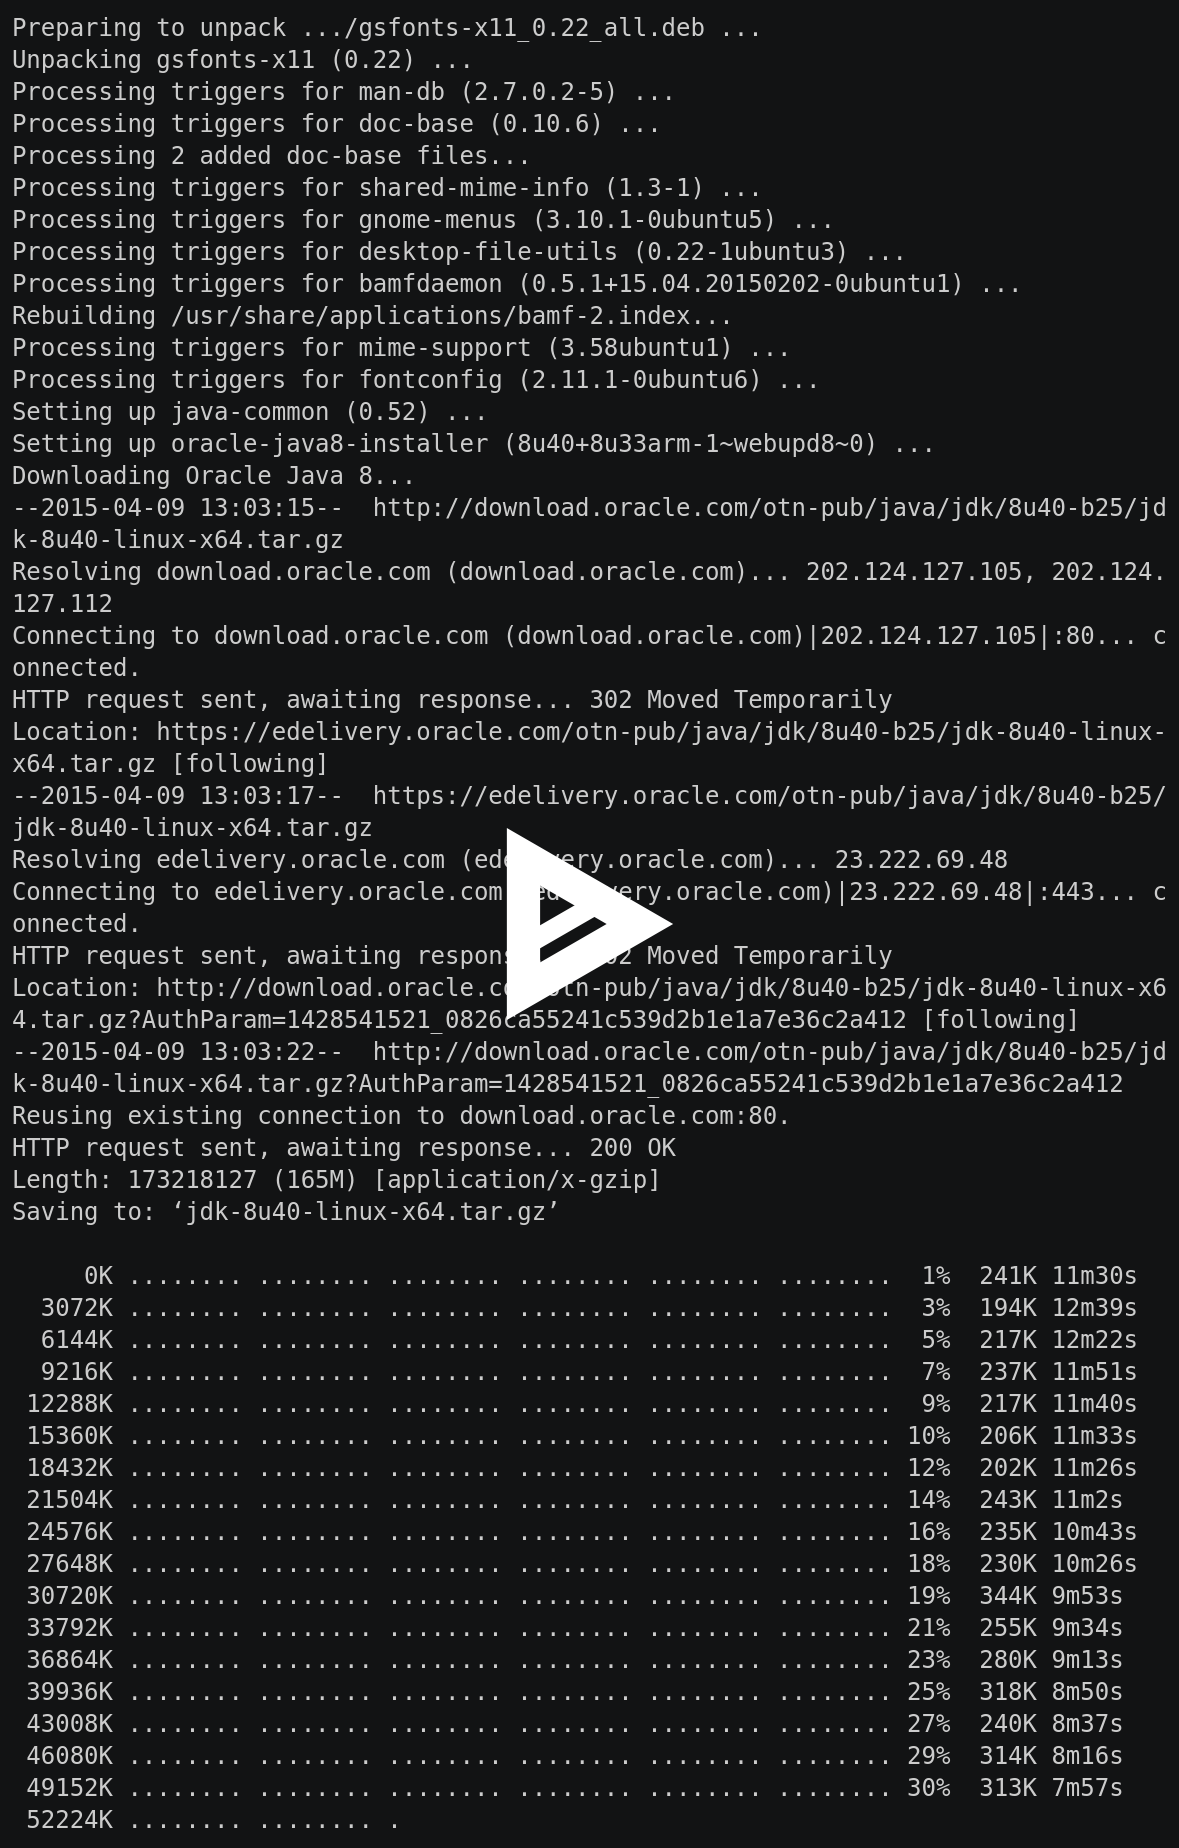 Preparing to unpack .../gsfonts-x11_0.22_all.deb ...
Unpacking gsfonts-x11 (0.22) ...
Processing triggers for man-db (2.7.0.2-5) ...
Processing triggers for doc-base (0.10.6) ...
Processing 2 added doc-base files...
Processing triggers for shared-mime-info (1.3-1) ...
Processing triggers for gnome-menus (3.10.1-0ubuntu5) ...
Processing triggers for desktop-file-utils (0.22-1ubuntu3) ...
Processing triggers for bamfdaemon (0.5.1+15.04.20150202-0ubuntu1) ...
Rebuilding /usr/share/applications/bamf-2.index...
Processing triggers for mime-support (3.58ubuntu1) ...
Processing triggers for fontconfig (2.11.1-0ubuntu6) ...
Setting up java-common (0.52) ...
Setting up oracle-java8-installer (8u40+8u33arm-1~webupd8~0) ...
Downloading Oracle Java 8...
--2015-04-09 13:03:15--  http://download.oracle.com/otn-pub/java/jdk/8u40-b25/jd
k-8u40-linux-x64.tar.gz
Resolving download.oracle.com (download.oracle.com)... 202.124.127.105, 202.124.
127.112
Connecting to download.oracle.com (download.oracle.com)|202.124.127.105|:80... c
onnected.
HTTP request sent, awaiting response... 302 Moved Temporarily
Location: https://edelivery.oracle.com/otn-pub/java/jdk/8u40-b25/jdk-8u40-linux-
x64.tar.gz [following]
--2015-04-09 13:03:17--  https://edelivery.oracle.com/otn-pub/java/jdk/8u40-b25/
jdk-8u40-linux-x64.tar.gz
Resolving edelivery.oracle.com (edelivery.oracle.com)... 23.222.69.48
Connecting to edelivery.oracle.com (edelivery.oracle.com)|23.222.69.48|:443... c
onnected.
HTTP request sent, awaiting response... 302 Moved Temporarily
Location: http://download.oracle.com/otn-pub/java/jdk/8u40-b25/jdk-8u40-linux-x6
4.tar.gz?AuthParam=1428541521_0826ca55241c539d2b1e1a7e36c2a412 [following]
--2015-04-09 13:03:22--  http://download.oracle.com/otn-pub/java/jdk/8u40-b25/jd
k-8u40-linux-x64.tar.gz?AuthParam=1428541521_0826ca55241c539d2b1e1a7e36c2a412
Reusing existing connection to download.oracle.com:80.
HTTP request sent, awaiting response... 200 OK
Length: 173218127 (165M) [application/x-gzip]
Saving to: ‘jdk-8u40-linux-x64.tar.gz’

     0K ........ ........ ........ ........ ........ ........  1%  241K 11m30s
  3072K ........ ........ ........ ........ ........ ........  3%  194K 12m39s
  6144K ........ ........ ........ ........ ........ ........  5%  217K 12m22s
  9216K ........ ........ ........ ........ ........ ........  7%  237K 11m51s
 12288K ........ ........ ........ ........ ........ ........  9%  217K 11m40s
 15360K ........ ........ ........ ........ ........ ........ 10%  206K 11m33s
 18432K ........ ........ ........ ........ ........ ........ 12%  202K 11m26s
 21504K ........ ........ ........ ........ ........ ........ 14%  243K 11m2s
 24576K ........ ........ ........ ........ ........ ........ 16%  235K 10m43s
 27648K ........ ........ ........ ........ ........ ........ 18%  230K 10m26s
 30720K ........ ........ ........ ........ ........ ........ 19%  344K 9m53s
 33792K ........ ........ ........ ........ ........ ........ 21%  255K 9m34s
 36864K ........ ........ ........ ........ ........ ........ 23%  280K 9m13s
 39936K ........ ........ ........ ........ ........ ........ 25%  318K 8m50s
 43008K ........ ........ ........ ........ ........ ........ 27%  240K 8m37s
 46080K ........ ........ ........ ........ ........ ........ 29%  314K 8m16s
 49152K ........ ........ ........ ........ ........ ........ 30%  313K 7m57s
 52224K ........ ........ .